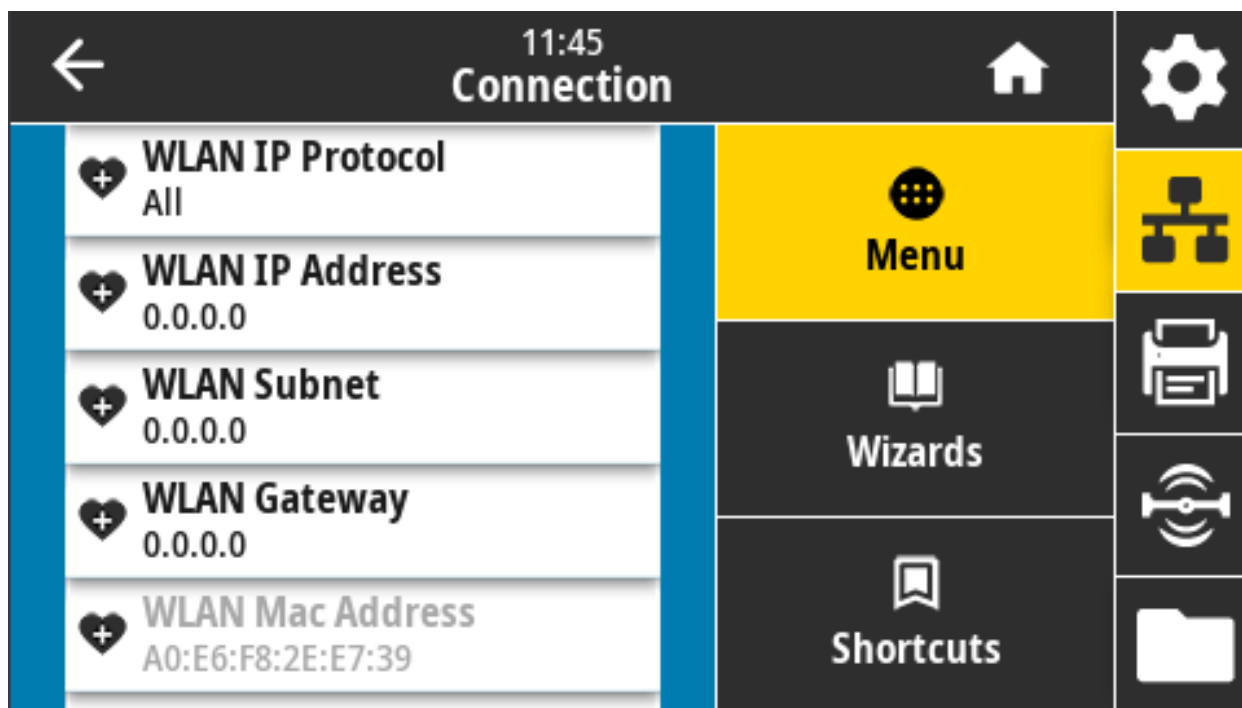 11:45
Connection
WLAN IP Protocol
All
WLAN IP Address
0.0.0.0
WLAN Subnet
0.0.0.0
WLAN Gateway
0.0.0.0
WLAN Mac Address
A0:E6:F8:2E:E7:39
Menu
Wizards
Shortcuts